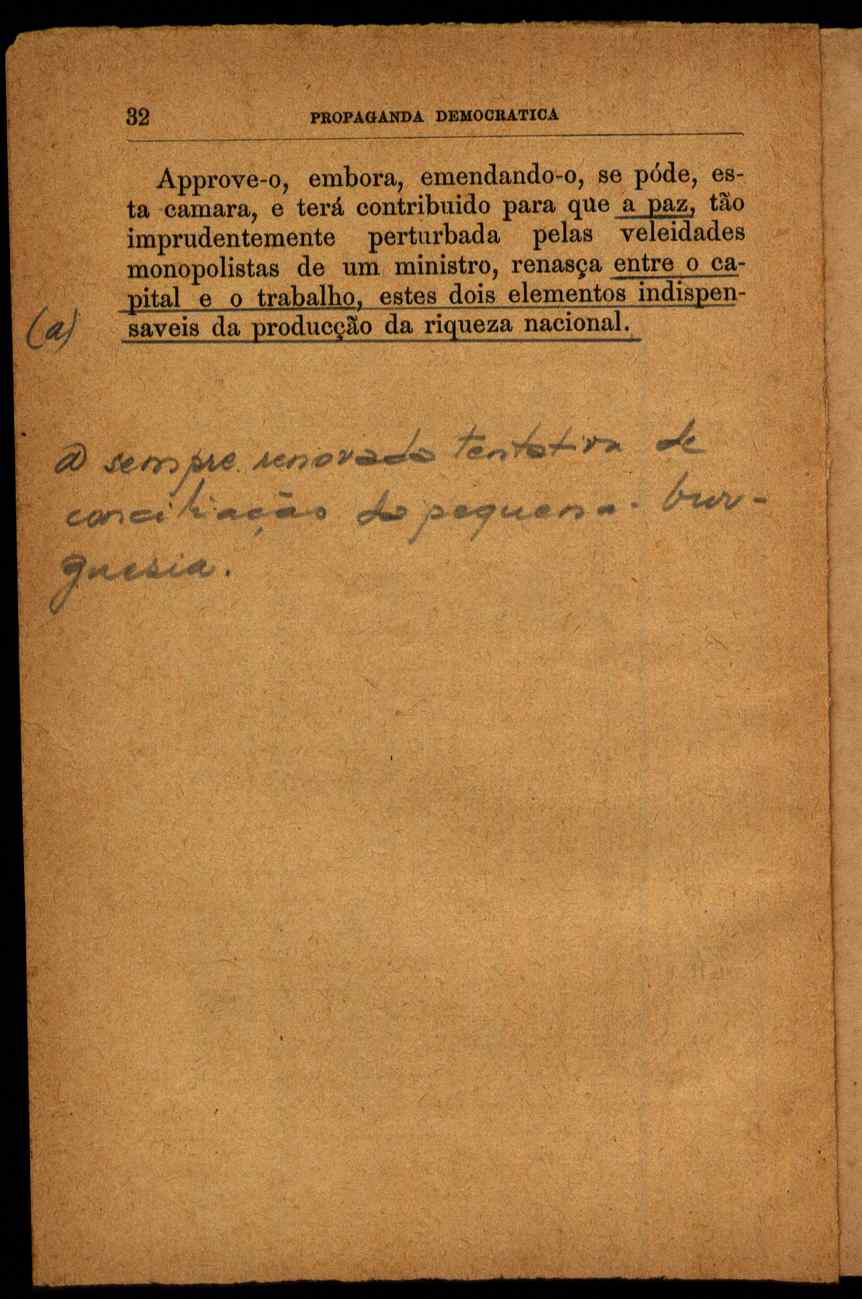 32 PROPAGANDA DEMOCRATICA
Approve-o, embora, emendando-o, se póde, es-
ta camara, e terá contribuido para que a paz, tão
imprudentemente perturbada pelas veleidades
monopolistas de um ministro, renasça entre o ca-
pital e o trabalho, estes dois elementos indispen-
(a) saveis da producção da riqueza nacional.
a sempre renovada tentativa de
conciliação da pequena-bur-
guesia.